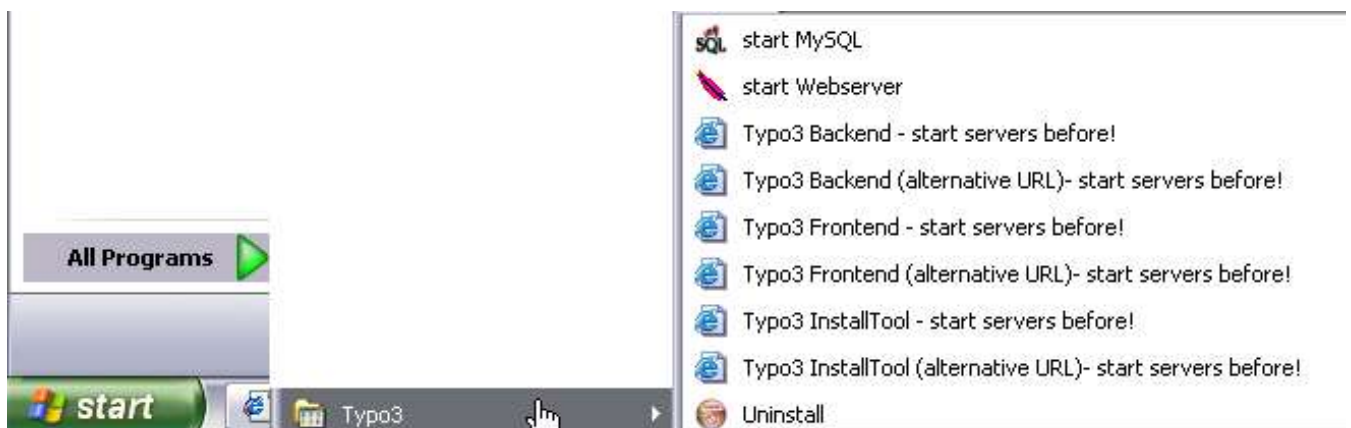 All Programs
start
Typo3
SQL
start MySQL
start Webserver
Typo3 Backend - start servers before!
Typo3 Backend (alternative URL)- start servers before!
Typo3 Frontend - start servers before!
Typo3 Frontend (alternative URL)- start servers before!
Typo3 InstallTool - start servers before!
Typo3 InstallTool (alternative URL)- start servers before!
Uninstall